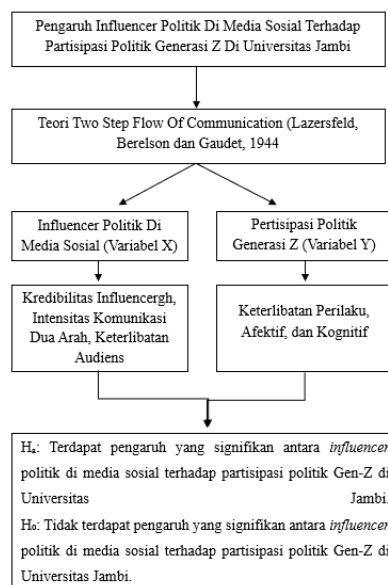 Pengaruh Influencer Politik Di Media Sosial Terhadap
Partisipasi Politik Generasi Z Di Universitas Jambi
Teori Two Step Flow Of Communication (Lazersfeld,
Berelson dan Gaudet, 1944
Influencer Politik Di
Media Sosial (Variabel X)
Pertisipasi Politik
Generasi Z (Variabel Y)
Kredibilitas Influencergh,
Intensitas Komunikasi
Dua Arah, Keterlibatan
Audiens
Keterlibatan Perilaku,
Afektif, dan Kognitif
Hₐ: Terdapat pengaruh yang signifikan antara influencer
politik di media sosial terhadap partisipasi politik Gen-Z di
Universitas Jambi.
H₀: Tidak terdapat pengaruh yang signifikan antara influencer
politik di media sosial terhadap partisipasi politik Gen-Z di
Universitas Jambi.